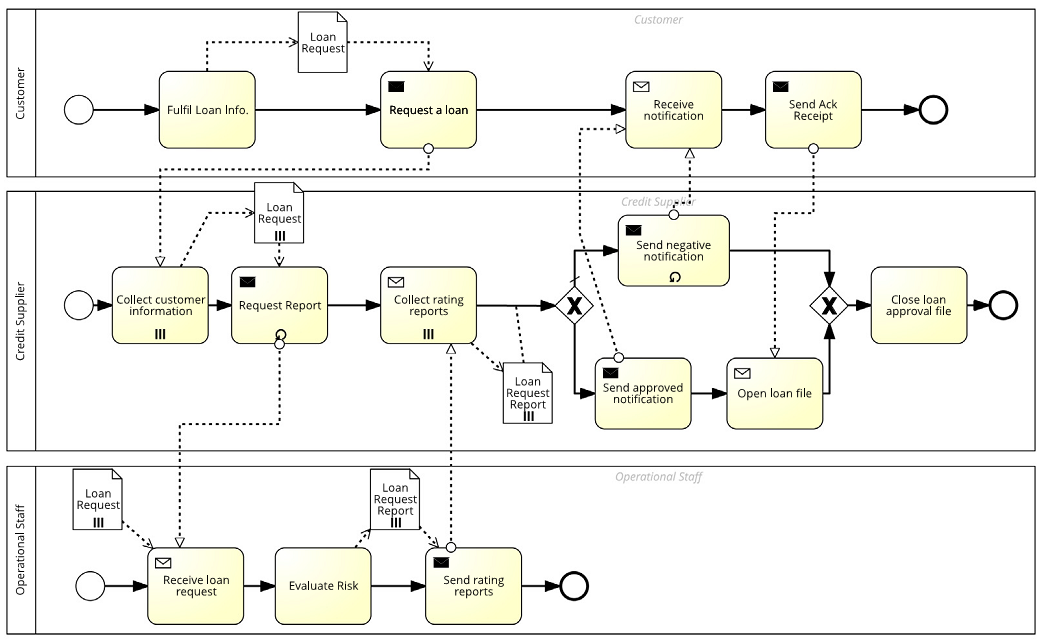 Customer
Customer
Loan
Request
Fulfil Loan Info.
Request a loan
Receive
notification
Send Ack
Receipt
Credit Supplier
Credit Supplier
Loan
Request
Collect customer
information
Request Report
Collect rating
reports
Loan
Request
Report
X
Send negative
notification
Send approved
notification
Open loan file
X
Close loan
approval file
Operational Staff
Operational Staff
Loan
Request
Loan
Request
Report
Receive loan
request
Evaluate Risk
Send rating
reports